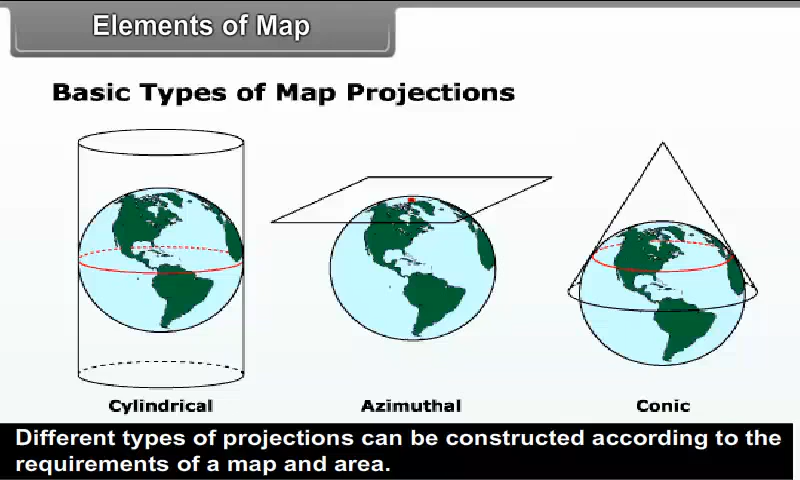 Elements of Map
Basic Types of Map Projections
Cylindrical
Azimuthal
Conic
Different types of projections can be constructed according to the
requirements of a map and area.